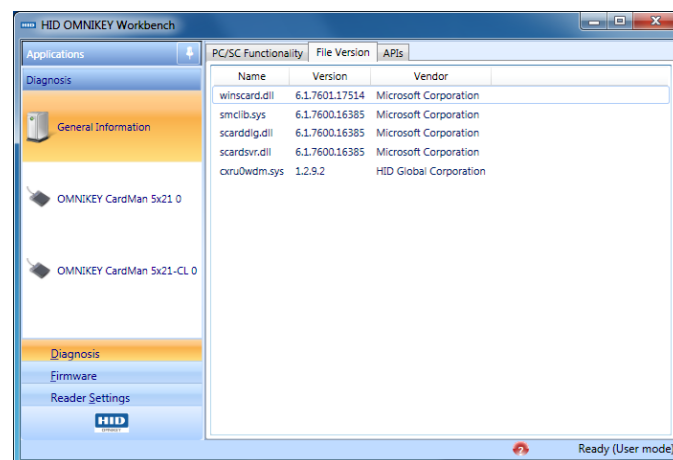 HID OMNIKEY Workbench
Applications
Diagnosis
General Information
OMNIKEY CardMan 5x21 0
OMNIKEY CardMan 5x21-CL 0
Diagnosis
Firmware
Reader Settings
HID
OMNIKEY
PC/SC Functionality File Version APIs
Name Version Vendor
winscard.dll 6.1.7601.17514 Microsoft Corporation
smclib.sys 6.1.7600.16385 Microsoft Corporation
scarddlg.dll 6.1.7600.16385 Microsoft Corporation
scardsvr.dll 6.1.7600.16385 Microsoft Corporation
cxru0wdm.sys 1.2.9.2 HID Global Corporation
? Ready (User mode)